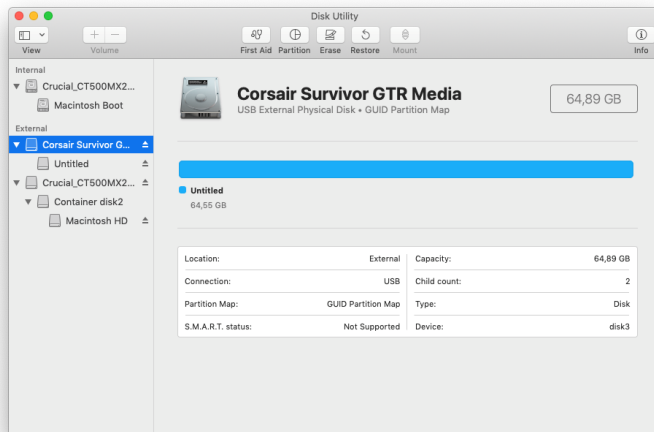 Disk Utility
View
Volume
First Aid
Partition
Erase
Restore
Mount
Info
Internal
Crucial_CT500MX2...
Macintosh Boot
External
Corsair Survivor G...
Untitled
Crucial_CT500MX2...
Container disk2
Macintosh HD
Corsair Survivor GTR Media
USB External Physical Disk • GUID Partition Map
64,89 GB
Untitled
64,55 GB
Location: External
Capacity: 64,89 GB
Connection: USB
Child count: 2
Partition Map: GUID Partition Map
Type: Disk
S.M.A.R.T. status: Not Supported
Device: disk3